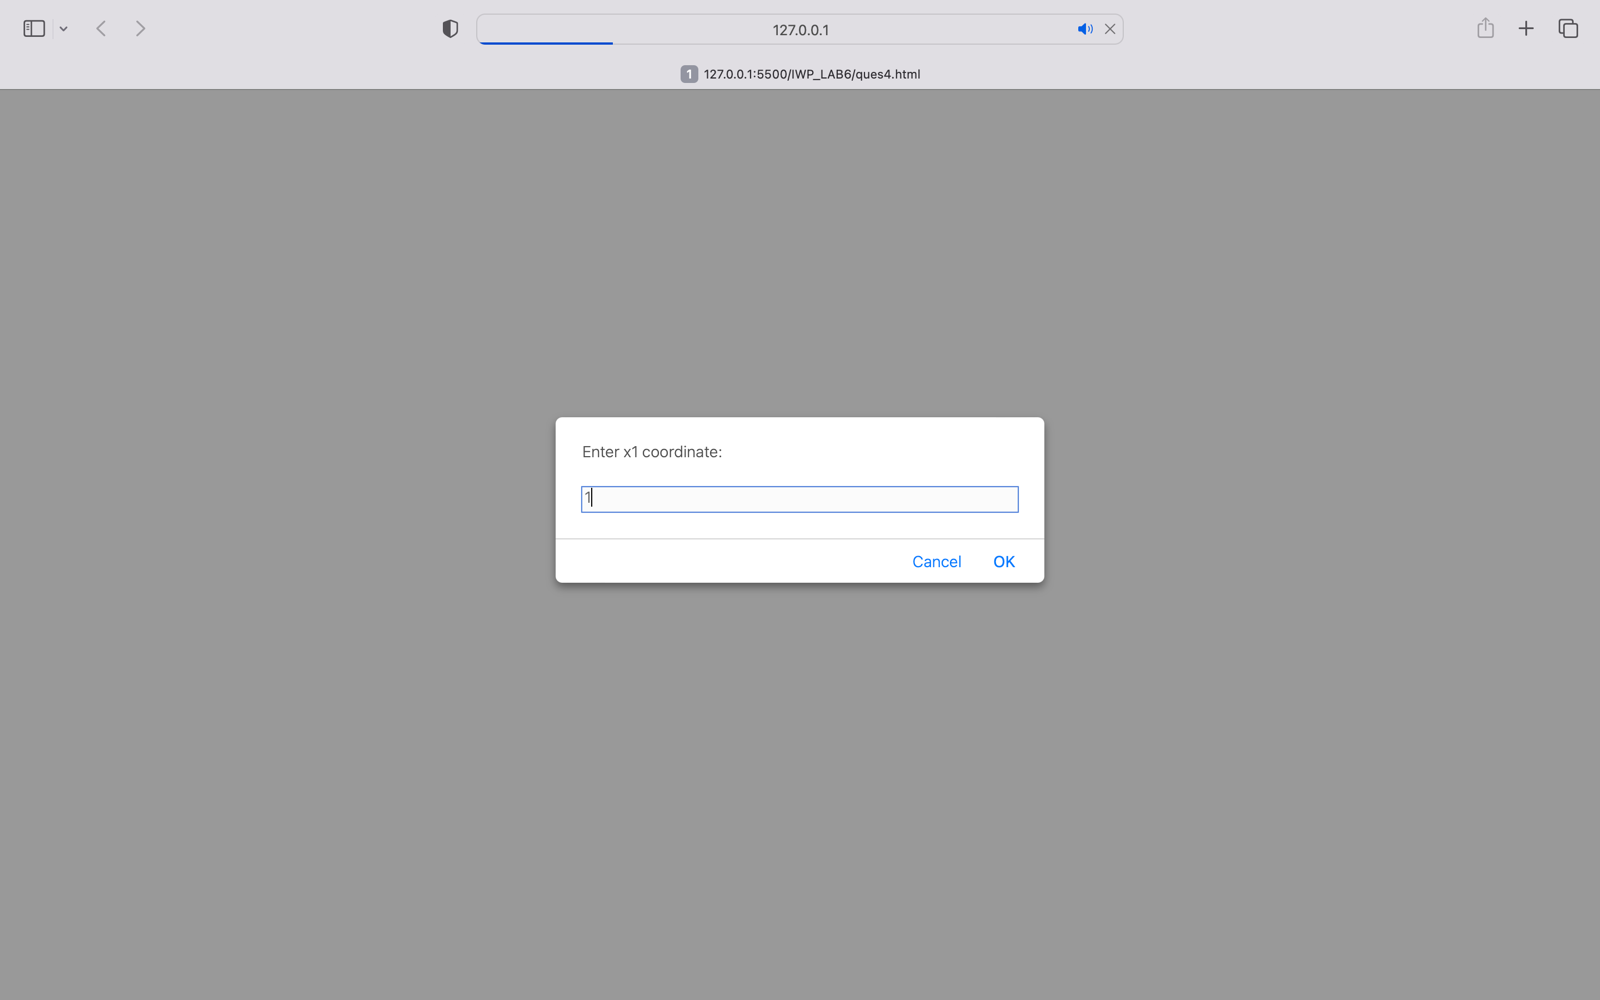 127.0.0.1
1 127.0.0.1:5500/IWP_LAB6/ques4.html
Enter x1 coordinate:
1
Cancel OK